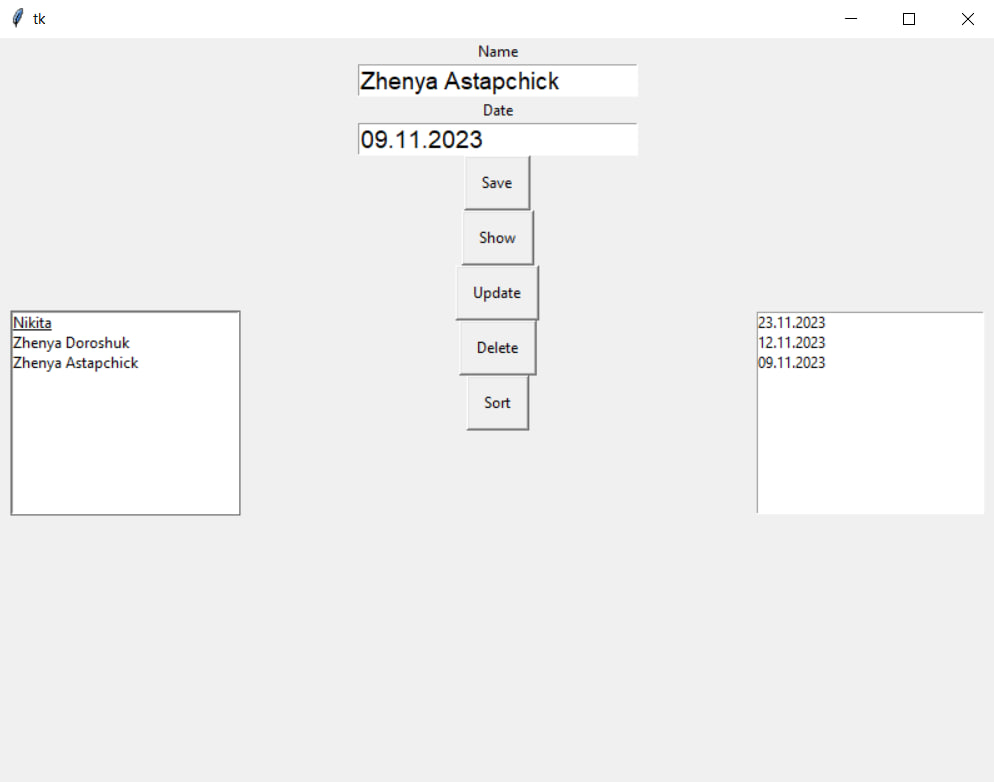 tk
Name
Zhenya Astapchick
Date
09.11.2023
Save
Show
Update
Delete
Sort
Nikita
Zhenya Doroshuk
Zhenya Astapchick
23.11.2023
12.11.2023
09.11.2023